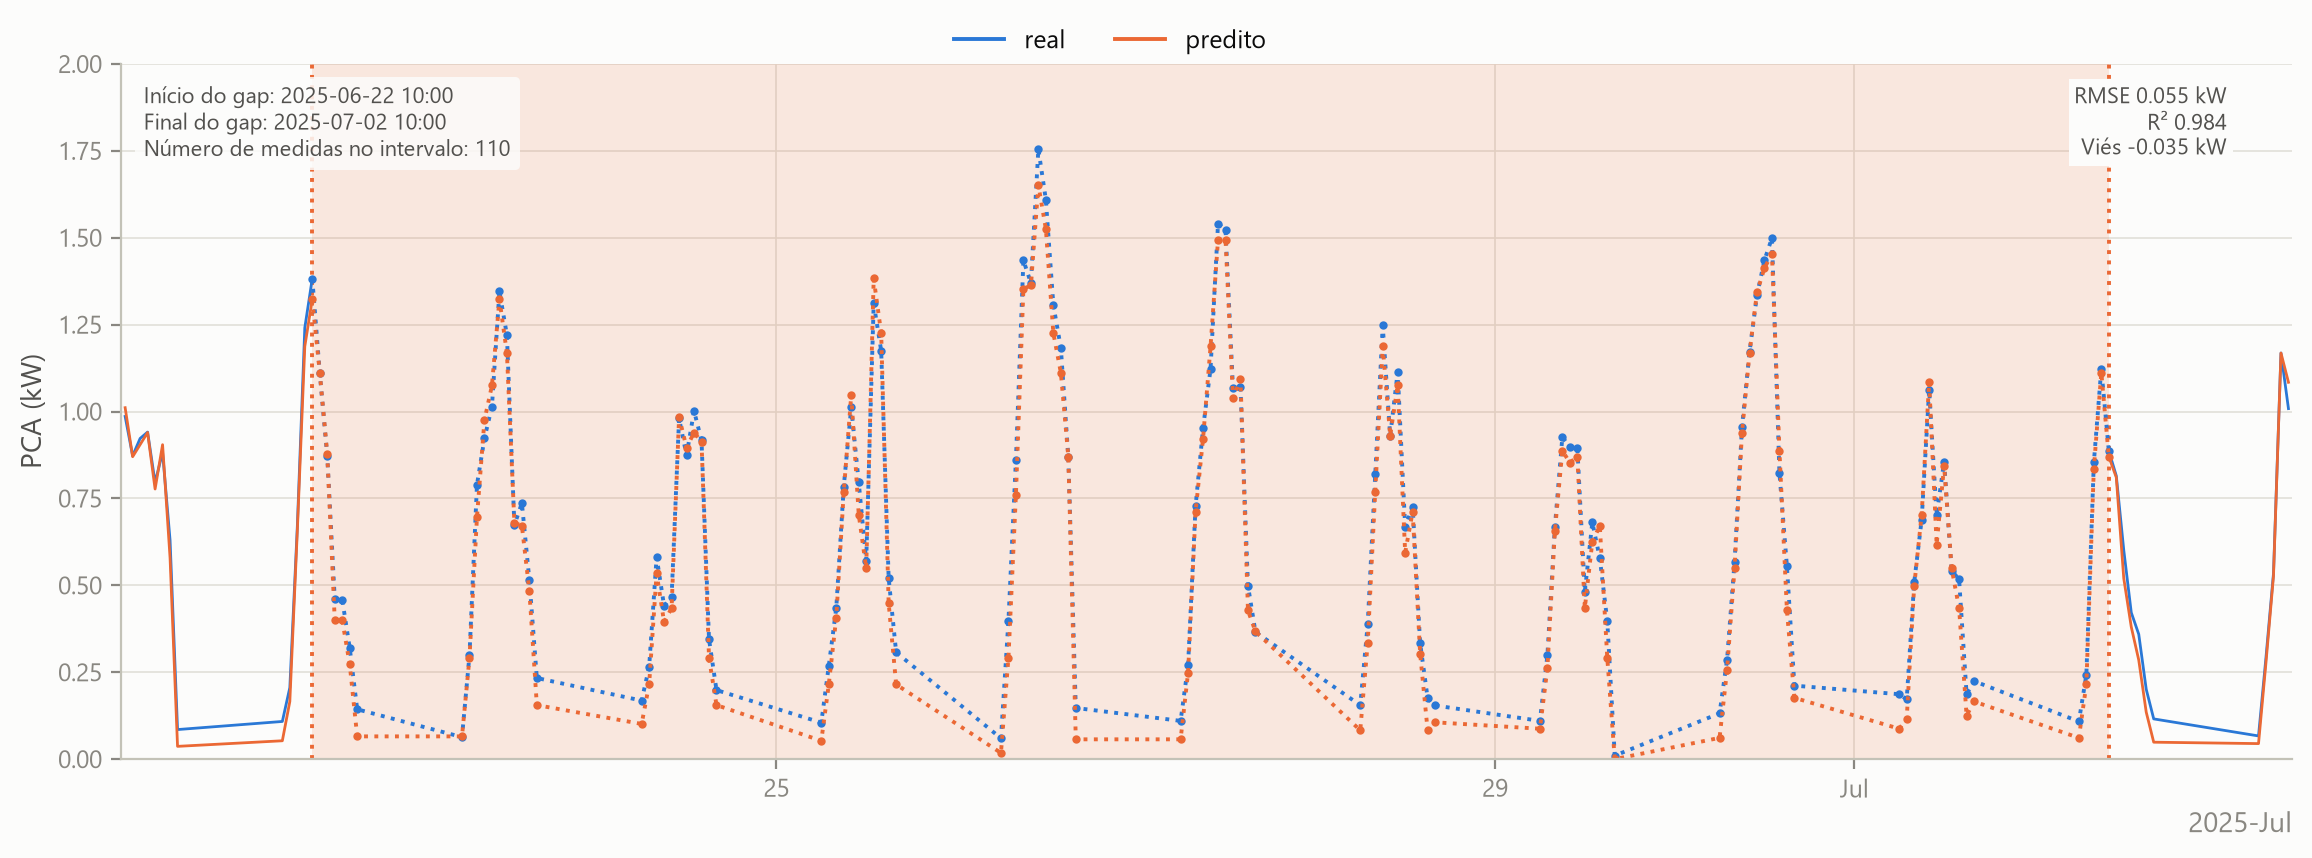 real predito
2.00
1.75
1.50
1.25
1.00
0.75
0.50
0.25
0.00
PCA (kW)
Início do gap: 2025-06-22 10:00
Final do gap: 2025-07-02 10:00
Número de medidas no intervalo: 110
RMSE 0.055 kW
R² 0.984
Viés -0.035 kW
25 29 Jul
2025-Jul